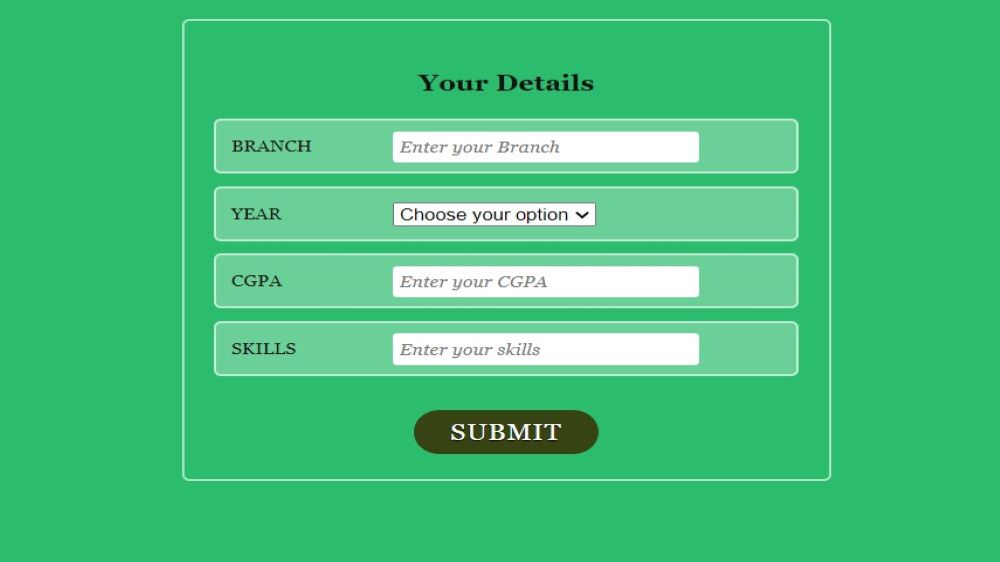 Your Details
BRANCH Enter your Branch
YEAR Choose your option
CGPA Enter your CGPA
SKILLS Enter your skills
SUBMIT